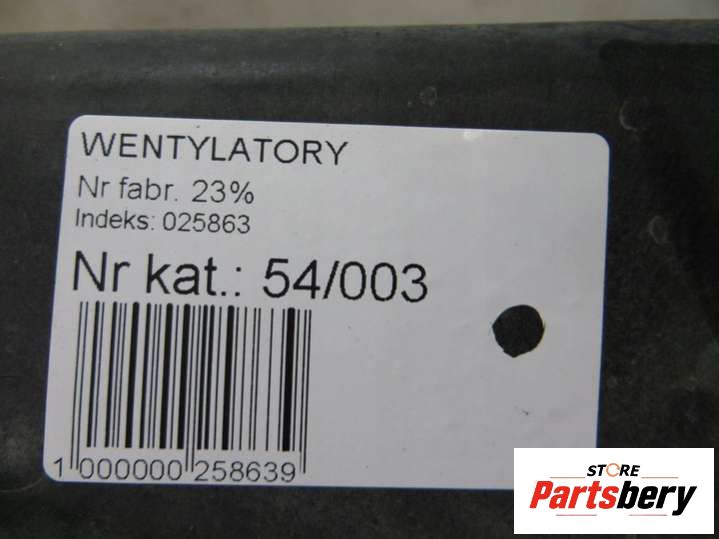 WENTYLATORY
Nr fabr. 23%
Indeks: 025863
Nr kat.: 54/003
1 000000 258639
STORE
Partsbery